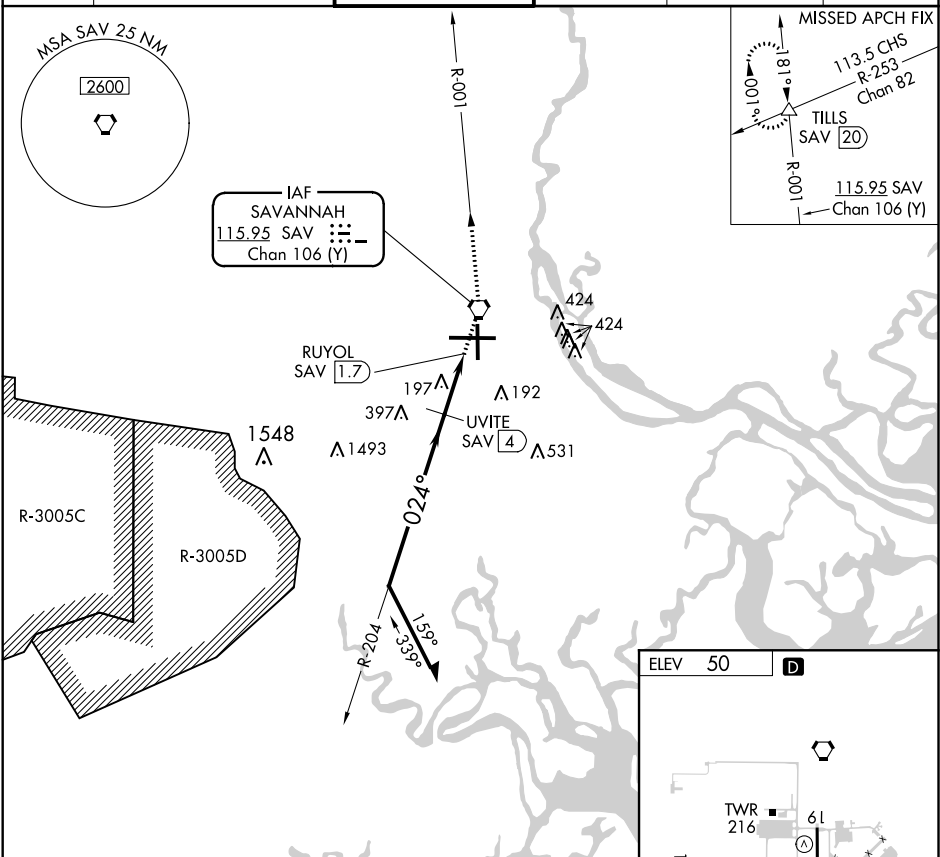 MSA SAV 25 NM
2600
R-001
MISSED APCH FIX
113.5 CHS
R-253
Chan 82
181°
001°
TILLS
SAV 20
R-001
115.95 SAV
Chan 106 (Y)
IAF
SAVANNAH
115.95 SAV
Chan 106 (Y)
424
424
RUYOL
SAV 1.7
197
192
397
UVITE
SAV 4
1548
1493
531
024°
R-3005C
R-3005D
R-204
159°
339°
ELEV 50
D
TWR
216
19
V
1